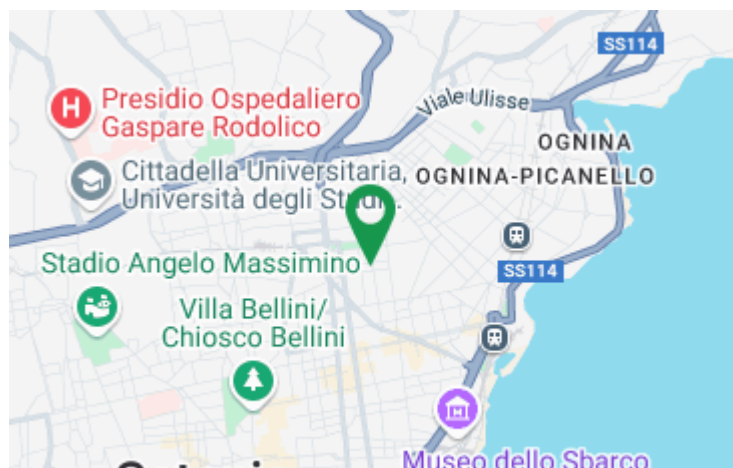 SS114
Viale Ulisse
Presidio Ospedaliero
Gaspare Rodolico
H
OGNINA
Cittadella Universitaria,
Università degli Studi...
OGNINA-PICANELLO
Stadio Angelo Massimino
SS114
Villa Bellini/
Chiosco Bellini
M
Museo dello Sbarco